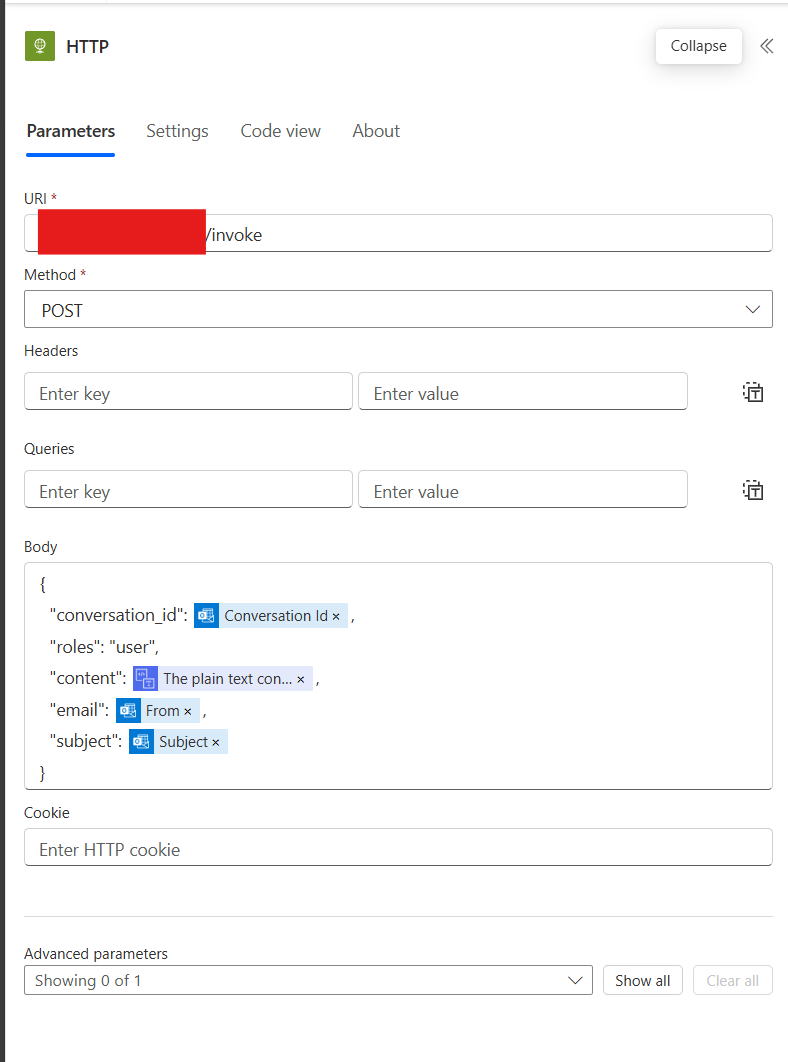 HTTP
Collapse
Parameters Settings Code view About
URI *
/invoke
Method *
POST
Headers
Enter key Enter value
Queries
Enter key Enter value
Body
{
"conversation_id": Conversation Id × ,
"roles": "user",
"content": The plain text con... × ,
"email": From × ,
"subject": Subject ×
}
Cookie
Enter HTTP cookie
Advanced parameters
Showing 0 of 1 Show all Clear all